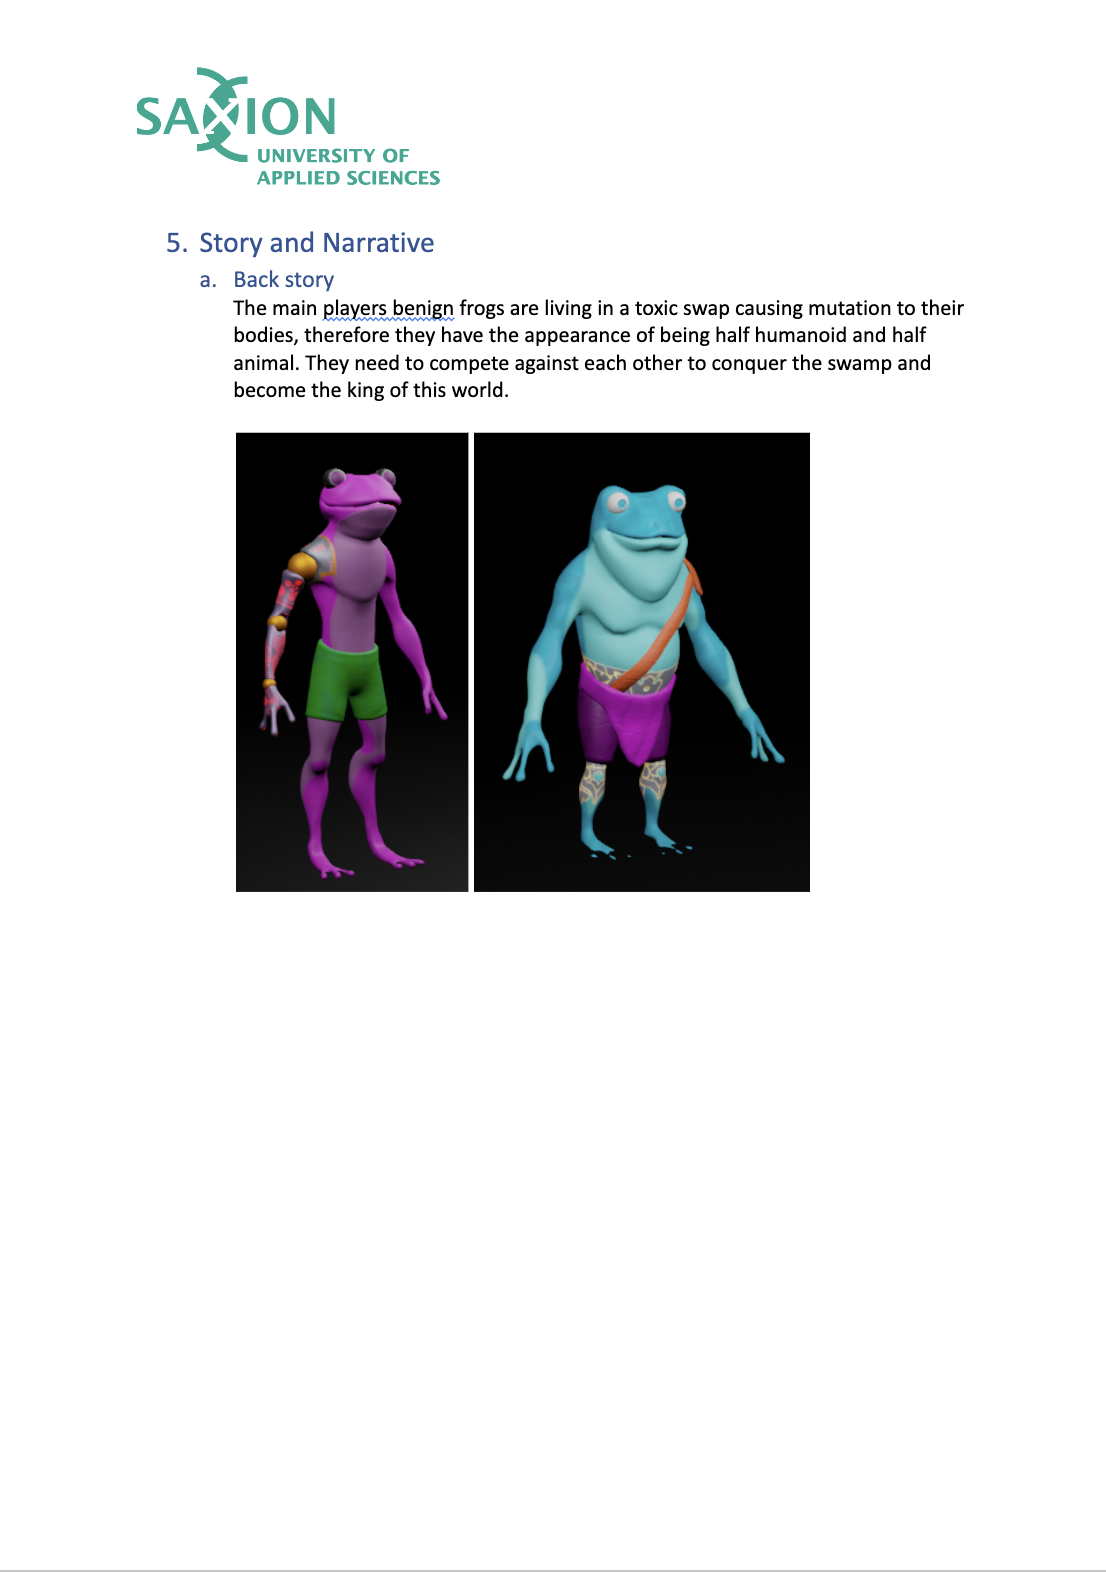 SAXION
UNIVERSITY OF
APPLIED SCIENCES
5. Story and Narrative
a. Back story
The main players benign frogs are living in a toxic swap causing mutation to their
bodies, therefore they have the appearance of being half humanoid and half
animal. They need to compete against each other to conquer the swamp and
become the king of this world.